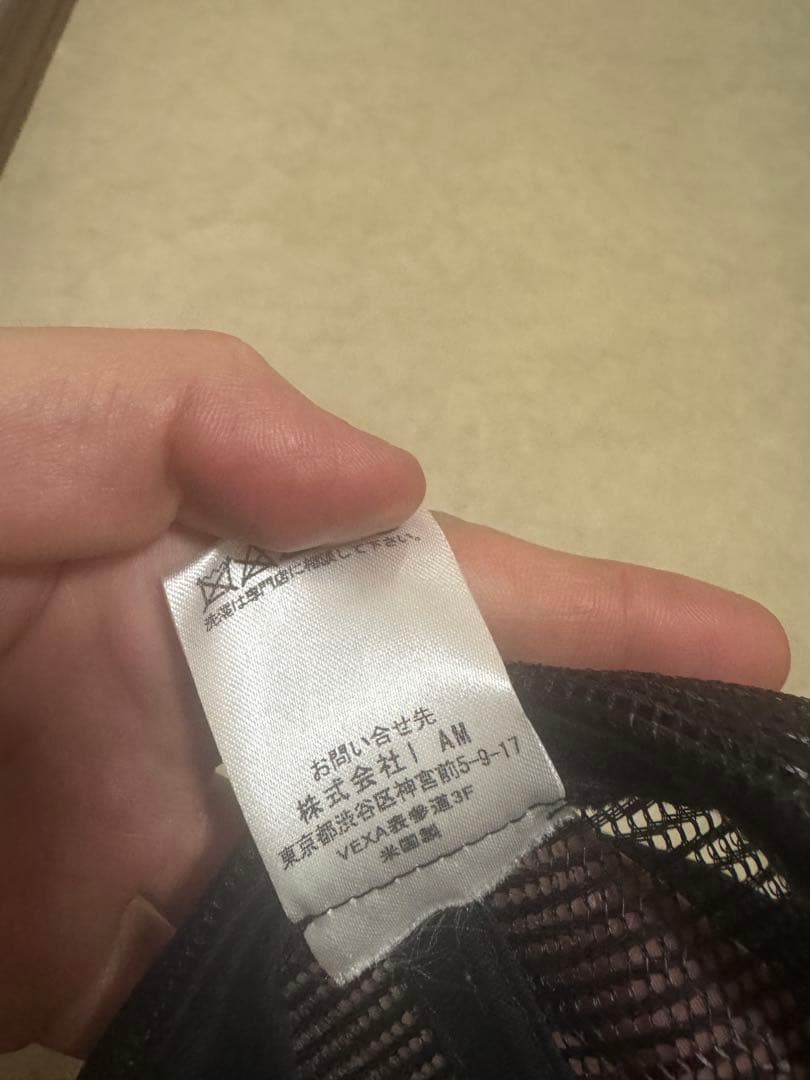 洗濯は専門店に相談して下さい。
お問い合せ先
株式会社I AM
東京都渋谷区神宮前5-9-17
VEXA表参道3F
米国製